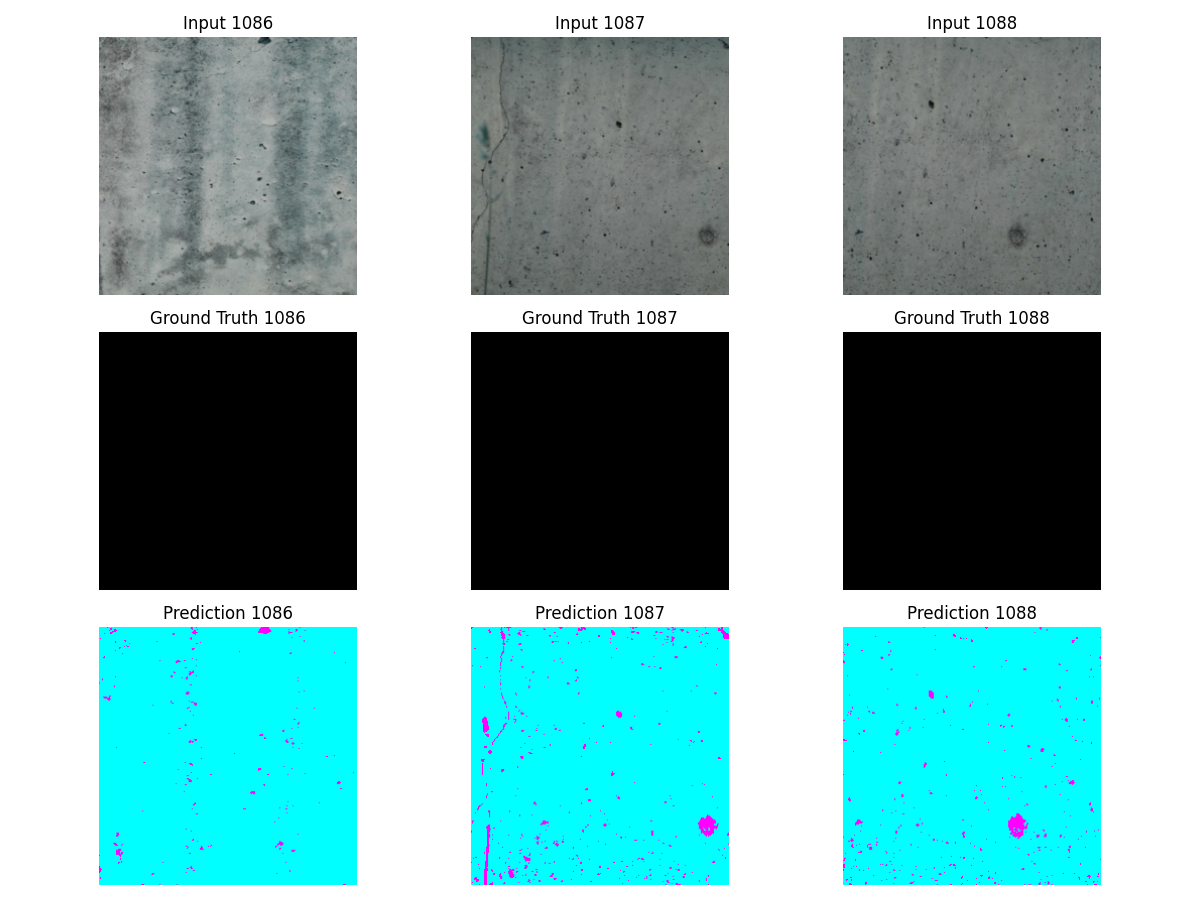 Input 1086
Input 1087
Input 1088
Ground Truth 1086
Ground Truth 1087
Ground Truth 1088
Prediction 1086
Prediction 1087
Prediction 1088